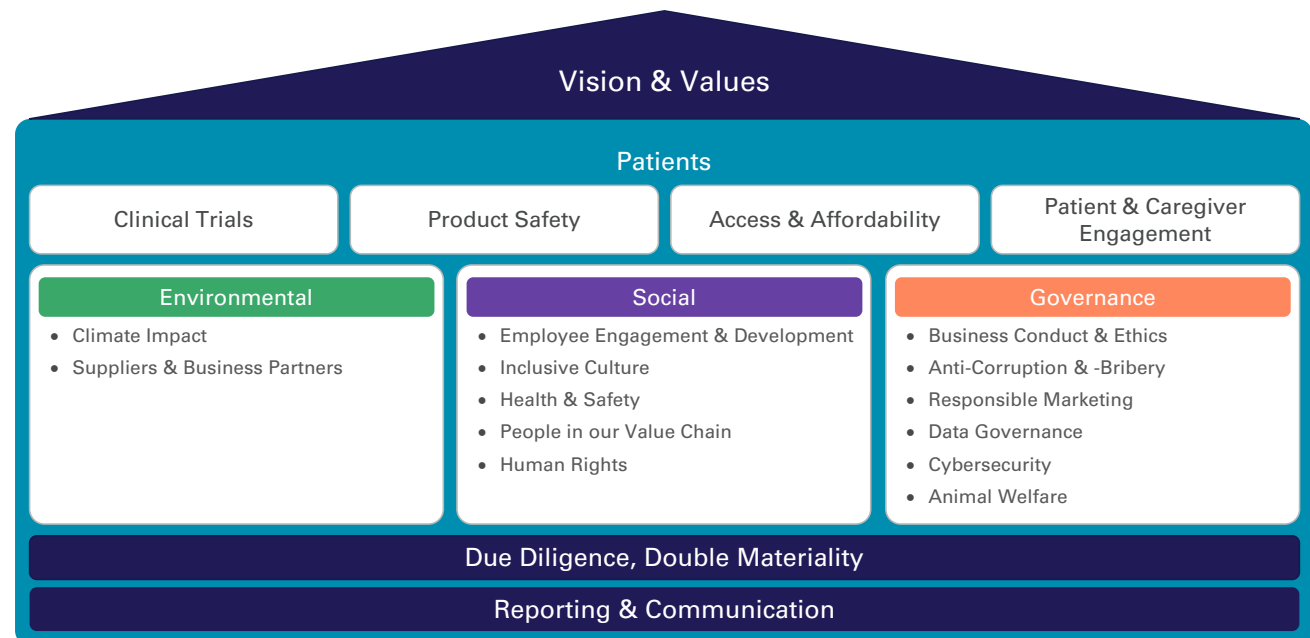 Vision & Values
Patients
Clinical Trials
Product Safety
Access & Affordability
Patient & Caregiver
Engagement
Environmental
• Climate Impact
• Suppliers & Business Partners
Social
• Employee Engagement & Development
• Inclusive Culture
• Health & Safety
• People in our Value Chain
• Human Rights
Governance
• Business Conduct & Ethics
• Anti-Corruption & -Bribery
• Responsible Marketing
• Data Governance
• Cybersecurity
• Animal Welfare
Due Diligence, Double Materiality
Reporting & Communication